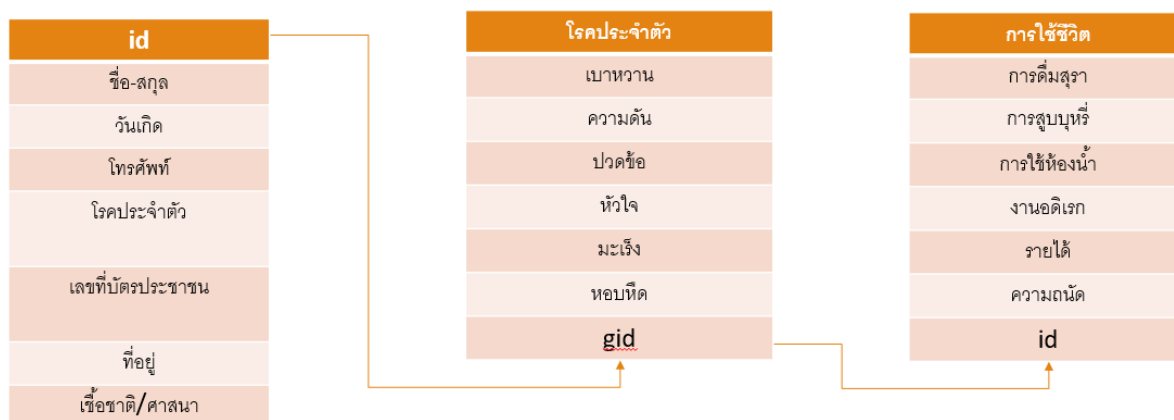 id
ชื่อ-สกุล
วันเกิด
โทรศัพท์
โรคประจำตัว
เลขที่บัตรประชาชน
ที่อยู่
เชื้อชาติ/ศาสนา
โรคประจำตัว
เบาหวาน
ความดัน
ปวดข้อ
หัวใจ
มะเร็ง
หอบหืด
gid
การใช้ชีวิต
การดื่มสุรา
การสูบบุหรี่
การใช้ห้องน้ำ
งานอดิเรก
รายได้
ความถนัด
id